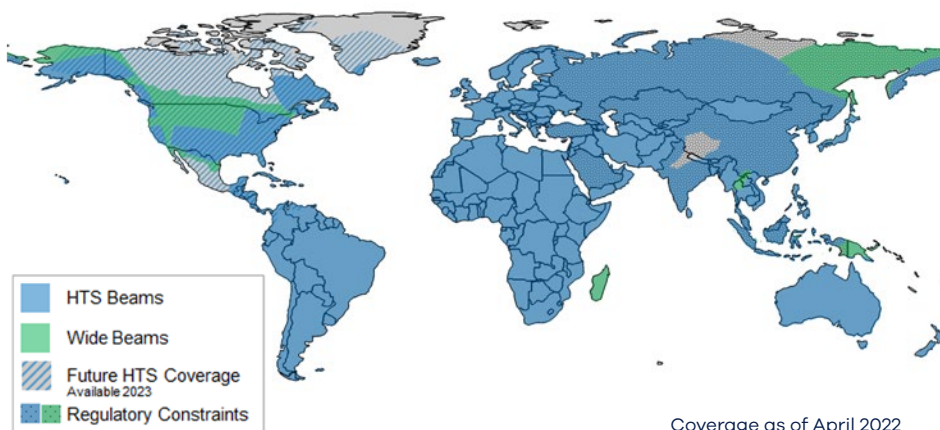 HTS Beams
Wide Beams
Future HTS Coverage
Available 2023
Regulatory Constraints
Coverage as of April 2022